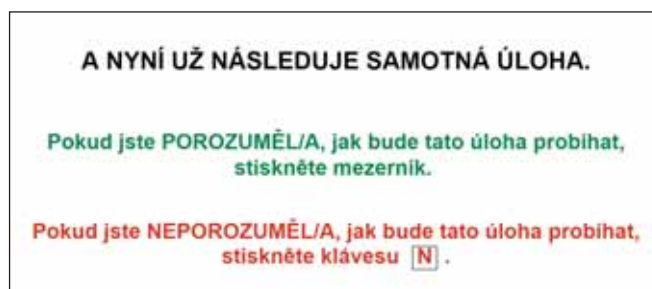 A NYNÍ UŽ NÁSLEDUJE SAMOTNÁ ÚLOHA.
Pokud jste POROZUMĚL/A, jak bude tato úloha probíhat,
stiskněte mezerník.
Pokud jste NEPOROZUMĚL/A, jak bude tato úloha probíhat,
stiskněte klávesu N .